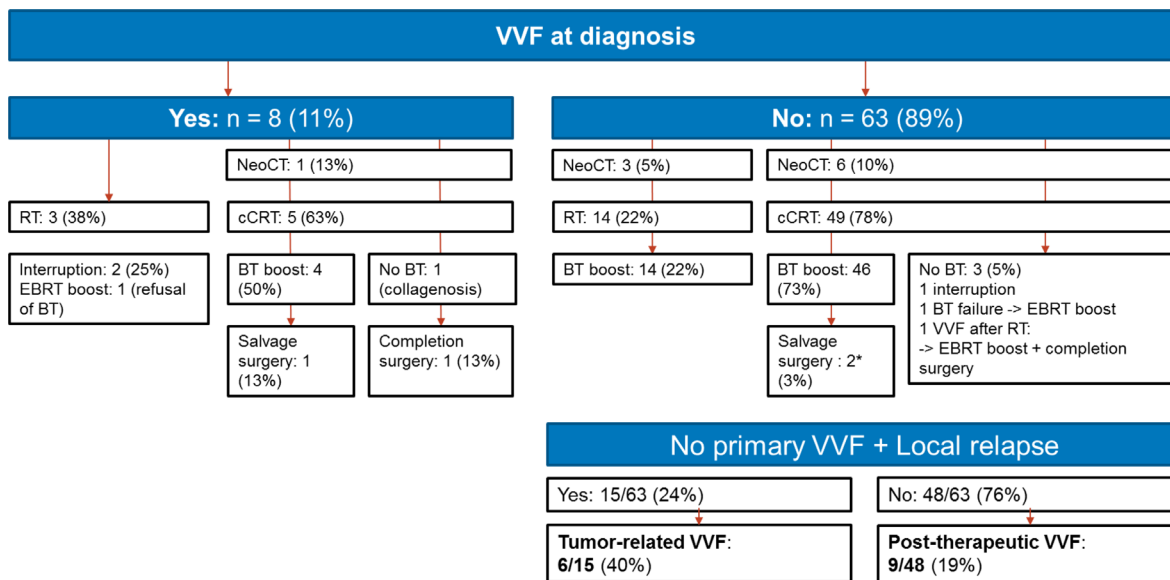 VVF at diagnosis
Yes: n = 8 (11%)
No: n = 63 (89%)
NeoCT: 1 (13%)
NeoCT: 3 (5%)
NeoCT: 6 (10%)
RT: 3 (38%)
cCRT: 5 (63%)
RT: 14 (22%)
cCRT: 49 (78%)
Interruption: 2 (25%)
EBRT boost: 1 (refusal
of BT)
BT boost: 4
(50%)
No BT: 1
(collagenosis)
BT boost: 14 (22%)
BT boost: 46
(73%)
No BT: 3 (5%)
1 interruption
1 BT failure -> EBRT boost
1 VVF after RT:
-> EBRT boost + completion
surgery
Salvage
surgery: 1
(13%)
Completion
surgery: 1 (13%)
Salvage
surgery : 2*
(3%)
No primary VVF + Local relapse
Yes: 15/63 (24%)
No: 48/63 (76%)
Tumor-related VVF:
6/15 (40%)
Post-therapeutic VVF:
9/48 (19%)